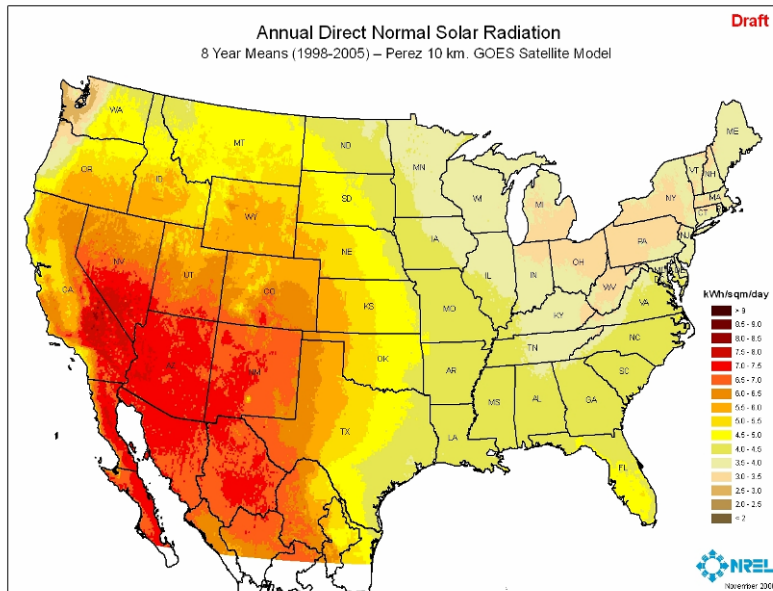 Draft
Annual Direct Normal Solar Radiation
8 Year Means (1998-2005) – Perez 10 km. GOES Satellite Model
WA
MT
ND
MN
ME
OR
ID
SD
WI
MI
VT
NH
NY
MA
CT
WY
NE
IA
PA
NJ
NV
UT
CO
IL
IN
OH
WV
CA
KS
MO
KY
VA
AZ
NM
OK
TN
NC
AR
SC
TX
MS
AL
GA
LA
FL
kWh/sqm/day
> 9
8.5 - 9.0
8.0 - 8.5
7.5 - 8.0
7.0 - 7.5
6.5 - 7.0
6.0 - 6.5
5.5 - 6.0
5.0 - 5.5
4.5 - 5.0
4.0 - 4.5
3.5 - 4.0
3.0 - 3.5
2.5 - 3.0
2.0 - 2.5
< 2
NREL
November